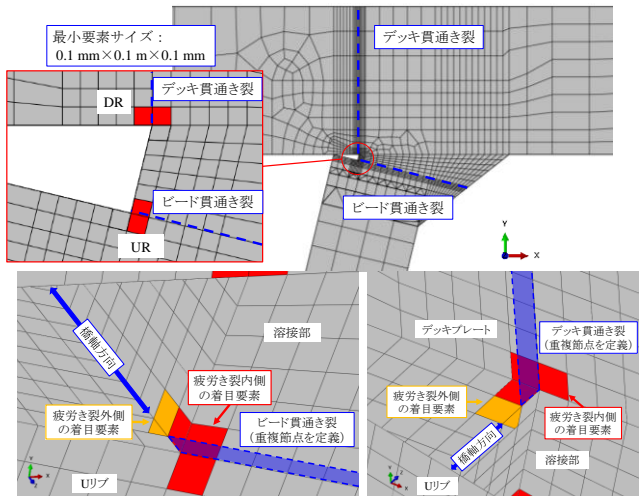 最小要素サイズ：
0.1 mm×0.1 m×0.1 mm
デッキ貫通き裂
デッキ貫通き裂
DR
ビード貫通き裂
UR
ビード貫通き裂
Y
X
橋軸方向
溶接部
疲労き裂内側
の着目要素
疲労き裂外側
の着目要素
ビード貫通き裂
（重複節点を定義）
Uリブ
デッキプレート
デッキ貫通き裂
（重複節点を定義）
疲労き裂外側
の着目要素
疲労き裂内側
の着目要素
橋軸方向
溶接部
Uリブ